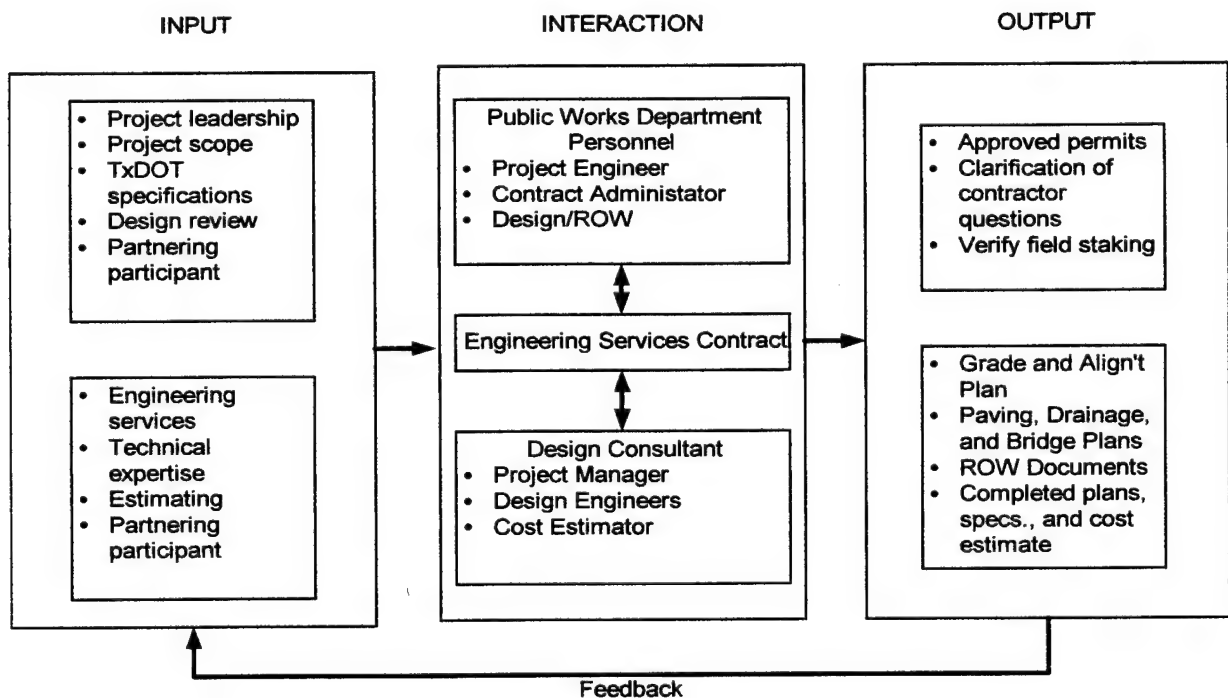 INPUT
INTERACTION
OUTPUT
• Project leadership
• Project scope
• TxDOT
specifications
• Design review
• Partnering
participant
• Engineering
services
• Technical
expertise
• Estimating
• Partnering
participant
Public Works Department
Personnel
• Project Engineer
• Contract Administator
• Design/ROW
Engineering Services Contract
Design Consultant
• Project Manager
• Design Engineers
• Cost Estimator
• Approved permits
• Clarification of
contractor
questions
• Verify field staking
• Grade and Align't
Plan
• Paving, Drainage,
and Bridge Plans
• ROW Documents
• Completed plans,
specs., and cost
estimate
Feedback